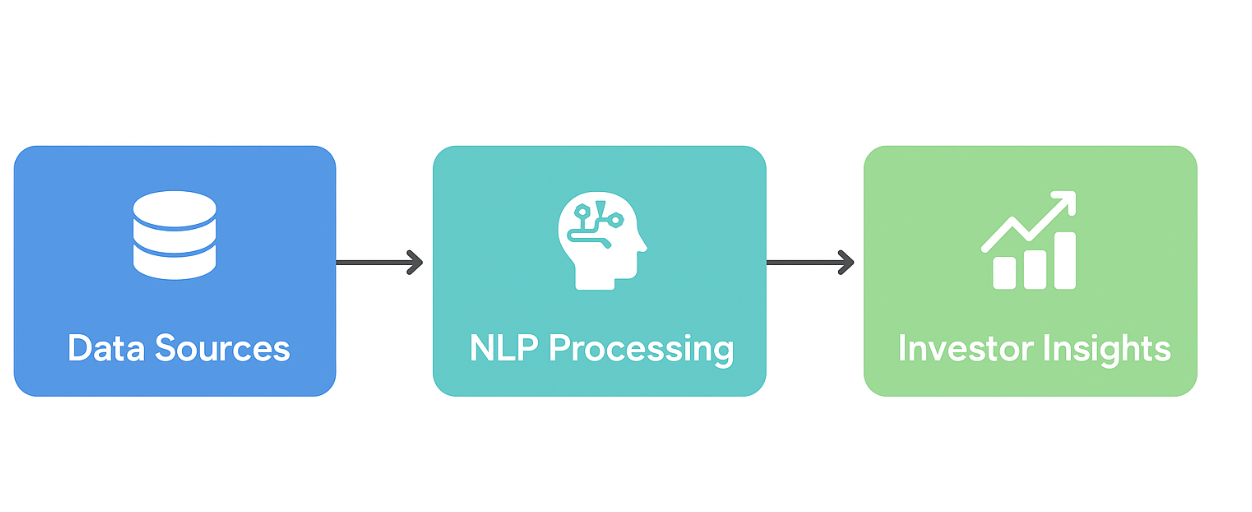 Data Sources
NLP Processing
Investor Insights